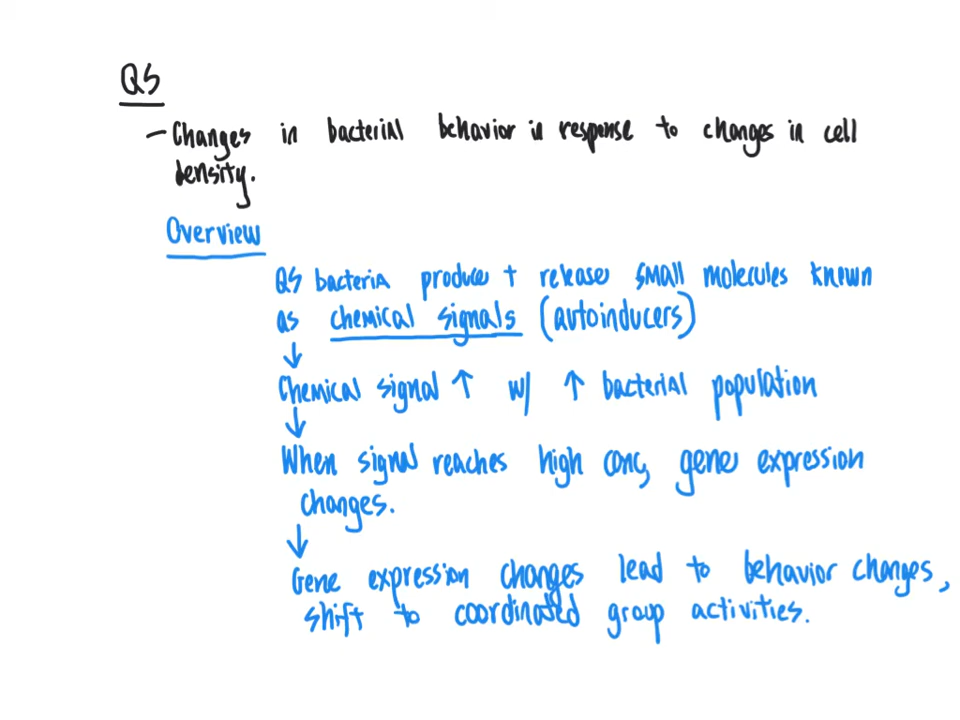 QS
- Changes in bacterial behavior in response to changes in cell
density.
Overview
QS bacteria produce + release small molecules known
as chemical signals (autoinducers)
↓
Chemical signal ↑ w/ ↑ bacterial population
↓
When signal reaches high conc, gene expression
changes.
↓
Gene expression changes lead to behavior changes,
shift to coordinated group activities.